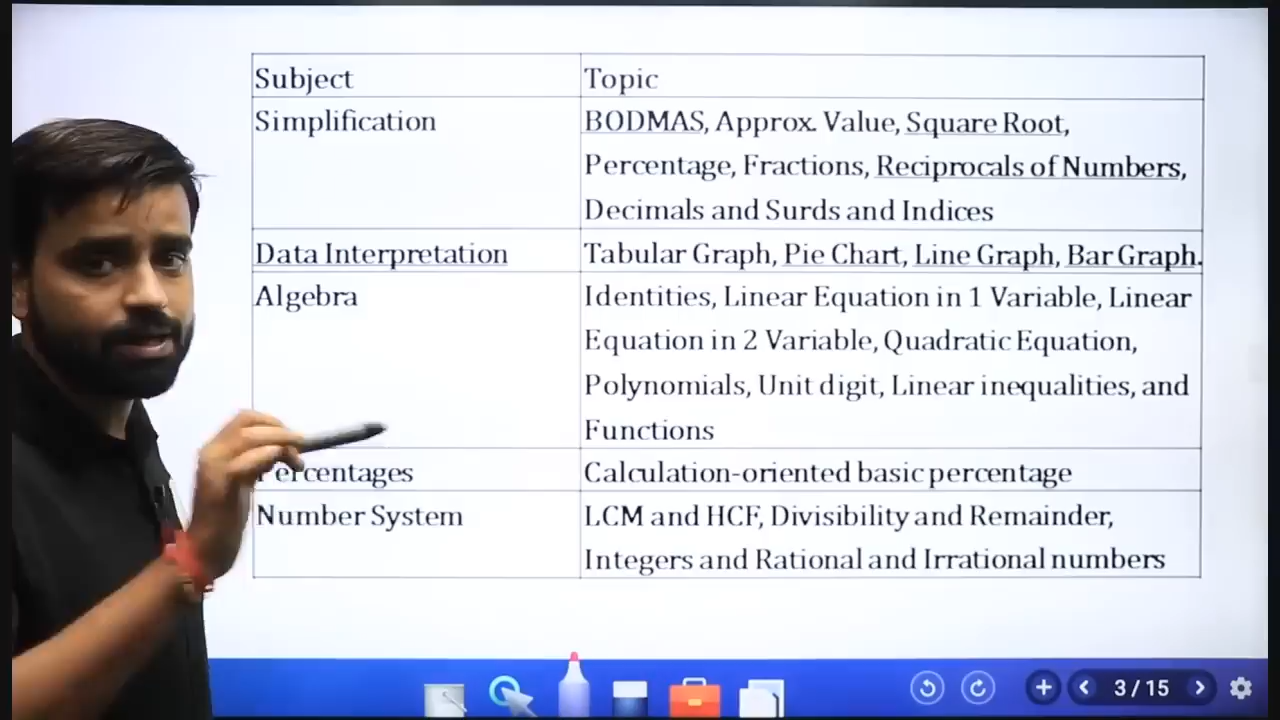 Subject Topic
Simplification BODMAS, Approx. Value, Square Root,
Percentage, Fractions, Reciprocals of Numbers,
Decimals and Surds and Indices
Data Interpretation Tabular Graph, Pie Chart, Line Graph, Bar Graph.
Algebra Identities, Linear Equation in 1 Variable, Linear
Equation in 2 Variable, Quadratic Equation,
Polynomials, Unit digit, Linear inequalities, and
Functions
Percentages Calculation-oriented basic percentage
Number System LCM and HCF, Divisibility and Remainder,
Integers and Rational and Irrational numbers
3 / 15